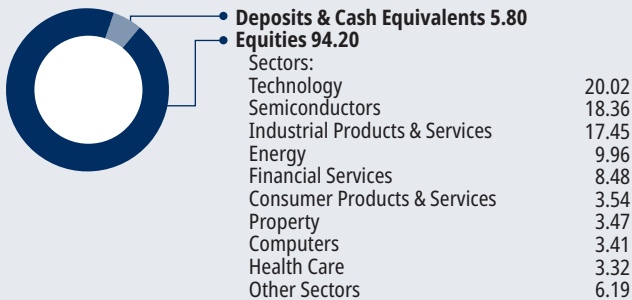 Deposits & Cash Equivalents 5.80
Equities 94.20
Sectors:
Technology 20.02
Semiconductors 18.36
Industrial Products & Services 17.45
Energy 9.96
Financial Services 8.48
Consumer Products & Services 3.54
Property 3.47
Computers 3.41
Health Care 3.32
Other Sectors 6.19